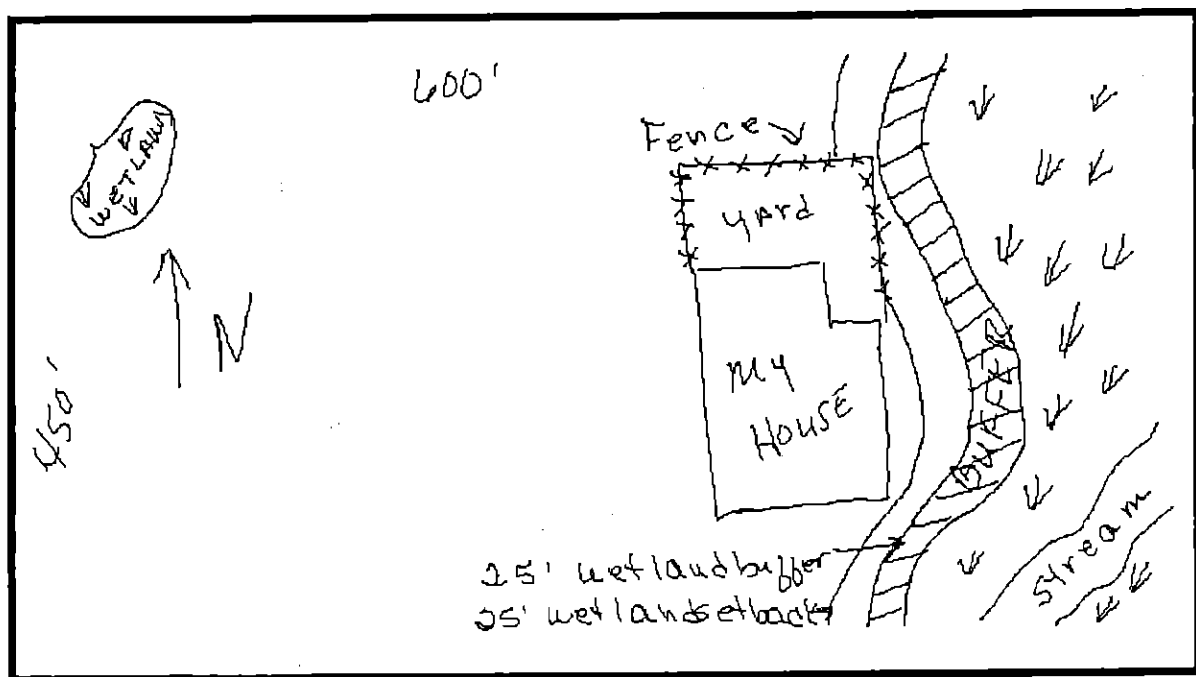 600'
WETLAND
Fence
yard
N
450'
My
HOUSE
BUFFER
Stream
25' wetland buffer
25' wetland setback